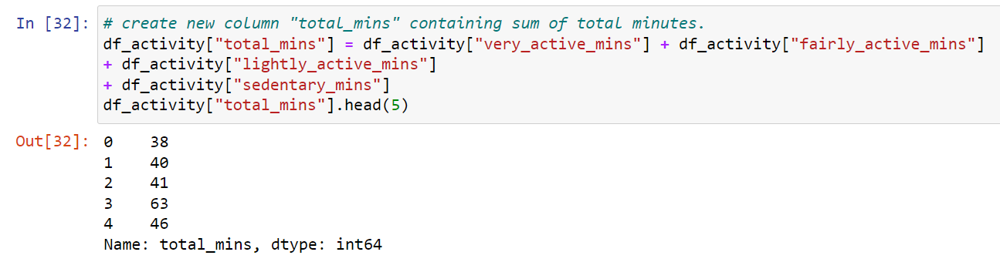 In [32]: # create new column "total_mins" containing sum of total minutes.
df_activity["total_mins"] = df_activity["very_active_mins"] + df_activity["fairly_active_mins"]
+ df_activity["lightly_active_mins"]
+ df_activity["sedentary_mins"]
df_activity["total_mins"].head(5)
Out[32]: 0 38
1 40
2 41
3 63
4 46
Name: total_mins, dtype: int64